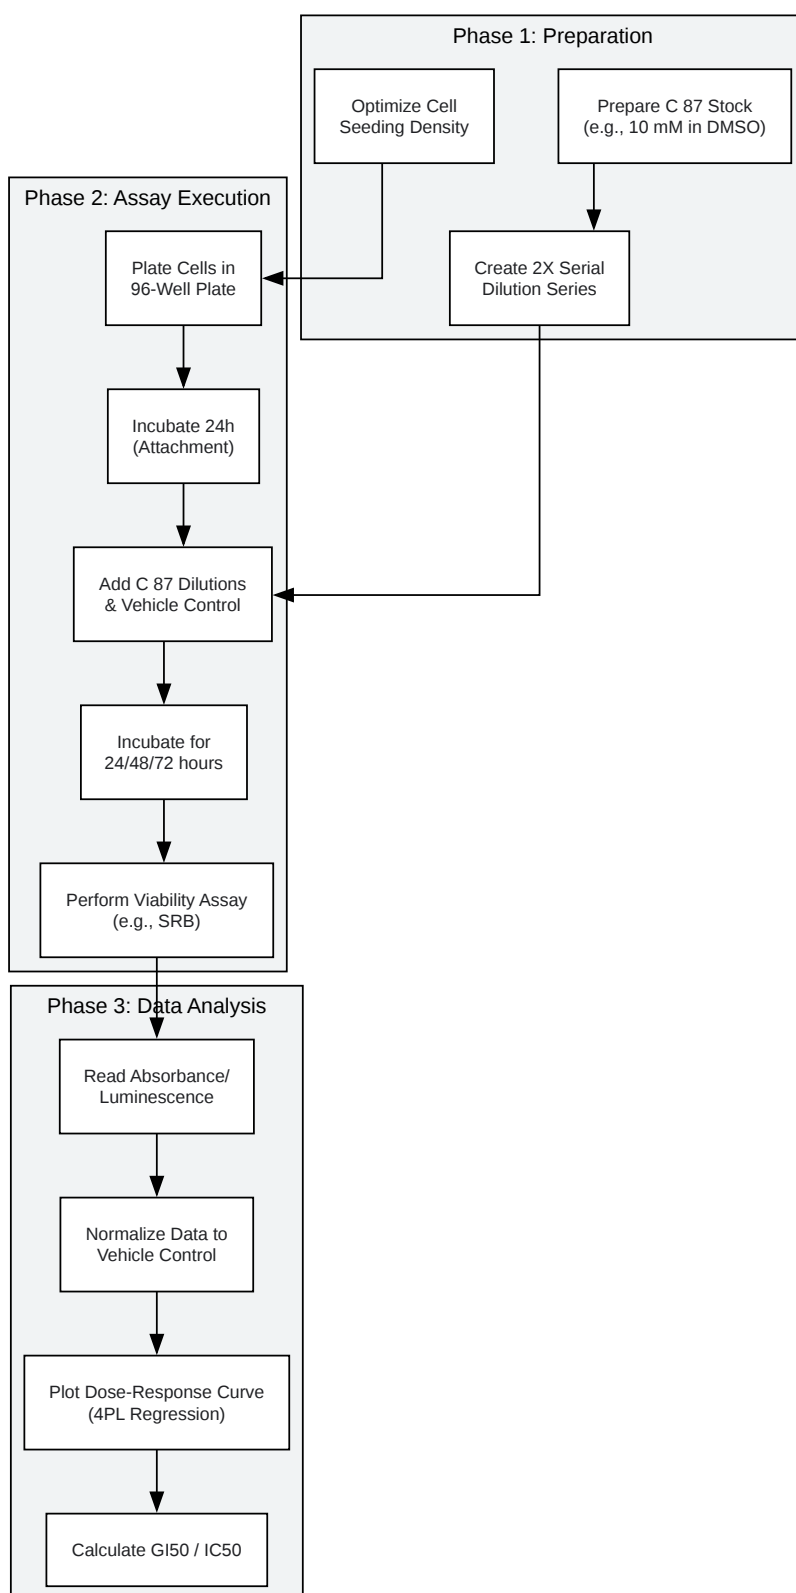 Phase 1: Preparation
Optimize Cell
Seeding Density
Prepare C 87 Stock
(e.g., 10 mM in DMSO)
Create 2X Serial
Dilution Series
Phase 2: Assay Execution
Plate Cells in
96-Well Plate
Incubate 24h
(Attachment)
Add C 87 Dilutions
& Vehicle Control
Incubate for
24/48/72 hours
Perform Viability Assay
(e.g., SRB)
Phase 3: Data Analysis
Read Absorbance/
Luminescence
Normalize Data to
Vehicle Control
Plot Dose-Response Curve
(4PL Regression)
Calculate GI50 / IC50